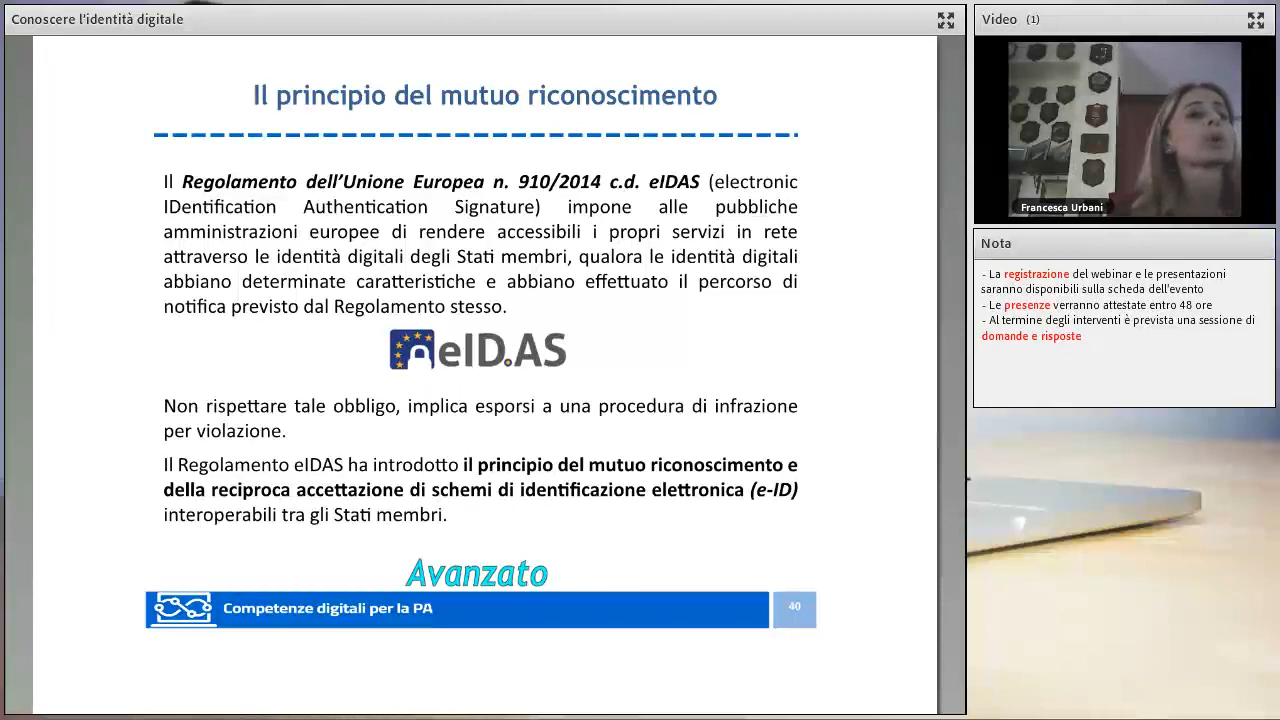 Conoscere l'identità digitale
Il principio del mutuo riconoscimento
Il Regolamento dell'Unione Europea n. 910/2014 c.d. eIDAS (electronic
IDentification Authentication Signature) impone alle pubbliche
amministrazioni europee di rendere accessibili i propri servizi in rete
attraverso le identità digitali degli Stati membri, qualora le identità digitali
abbiano determinate caratteristiche e abbiano effettuato il percorso di
notifica previsto dal Regolamento stesso.
eID.AS
Non rispettare tale obbligo, implica esporsi a una procedura di infrazione
per violazione.
Il Regolamento eIDAS ha introdotto il principio del mutuo riconoscimento e
della reciproca accettazione di schemi di identificazione elettronica (e-ID)
interoperabili tra gli Stati membri.
Avanzato
Competenze digitali per la PA
40
Video (1)
Francesca Urbani
Nota
- La registrazione del webinar e le presentazioni
saranno disponibili sulla scheda dell'evento
- Le presenze verranno attestate entro 48 ore
- Al termine degli interventi è prevista una sessione di
domande e risposte